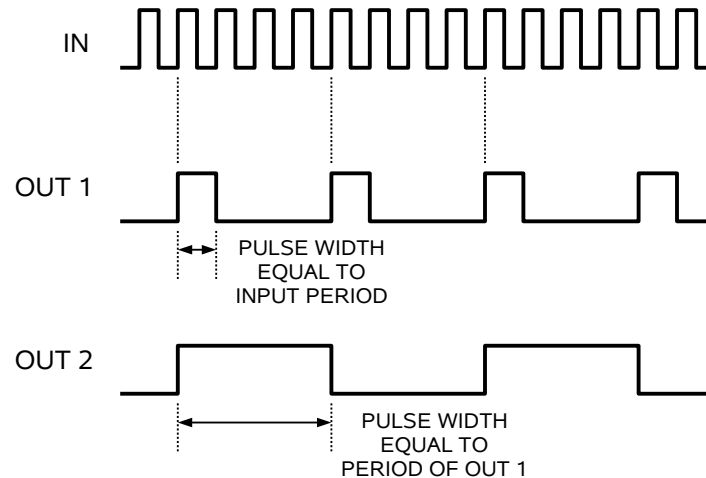 IN
OUT 1
PULSE WIDTH
EQUAL TO
INPUT PERIOD
OUT 2
PULSE WIDTH
EQUAL TO
PERIOD OF OUT 1